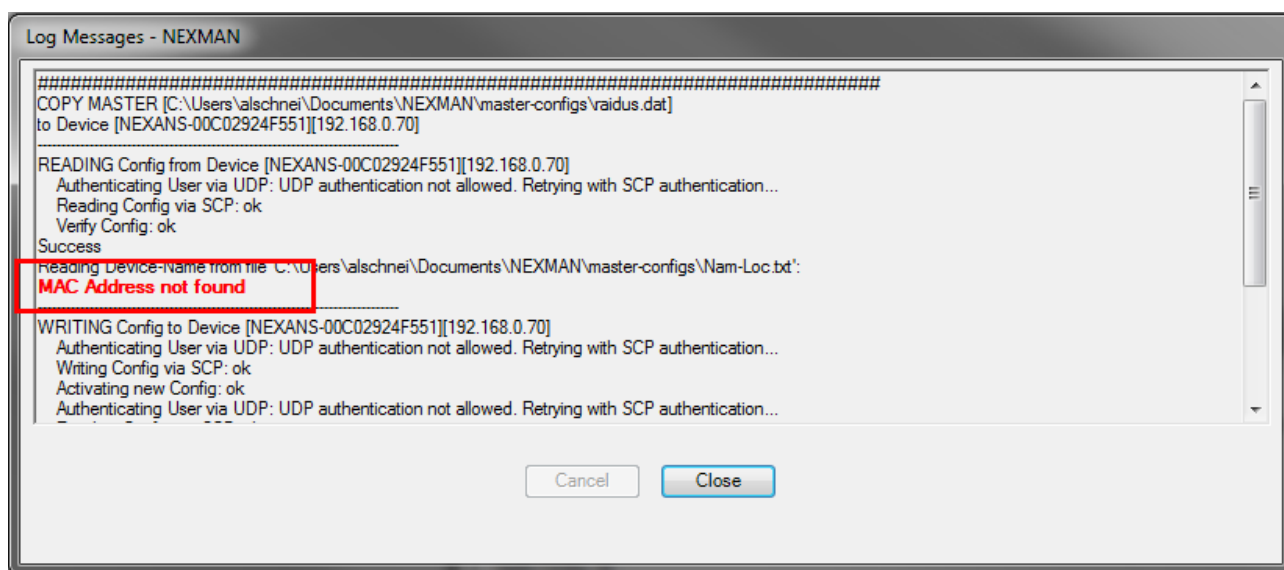 Log Messages - NEXMAN
################################################################################
COPY MASTER [C:\Users\alschnei\Documents\NEXMAN\master-configs\raidus.dat]
to Device [NEXANS-00C02924F551][192.168.0.70]
--------------------------------------------------------------------------------
READING Config from Device [NEXANS-00C02924F551][192.168.0.70]
Authenticating User via UDP: UDP authentication not allowed. Retrying with SCP authentication...
Reading Config via SCP: ok
Verify Config: ok
Success
Reading Device-Name from file 'C:\Users\alschnei\Documents\NEXMAN\master-configs\Nam-Loc.txt':
MAC Address not found
--------------------------------------------------------------------------------
WRITING Config to Device [NEXANS-00C02924F551][192.168.0.70]
Authenticating User via UDP: UDP authentication not allowed. Retrying with SCP authentication...
Writing Config via SCP: ok
Activating new Config: ok
Authenticating User via UDP: UDP authentication not allowed. Retrying with SCP authentication...
Cancel
Close